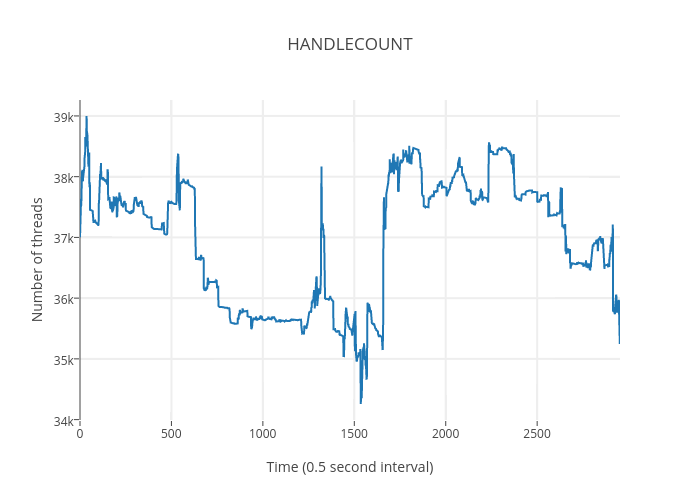 HANDLECOUNT
39k
38k
37k
36k
35k
34k
Number of threads
0
500
1000
1500
2000
2500
Time (0.5 second interval)